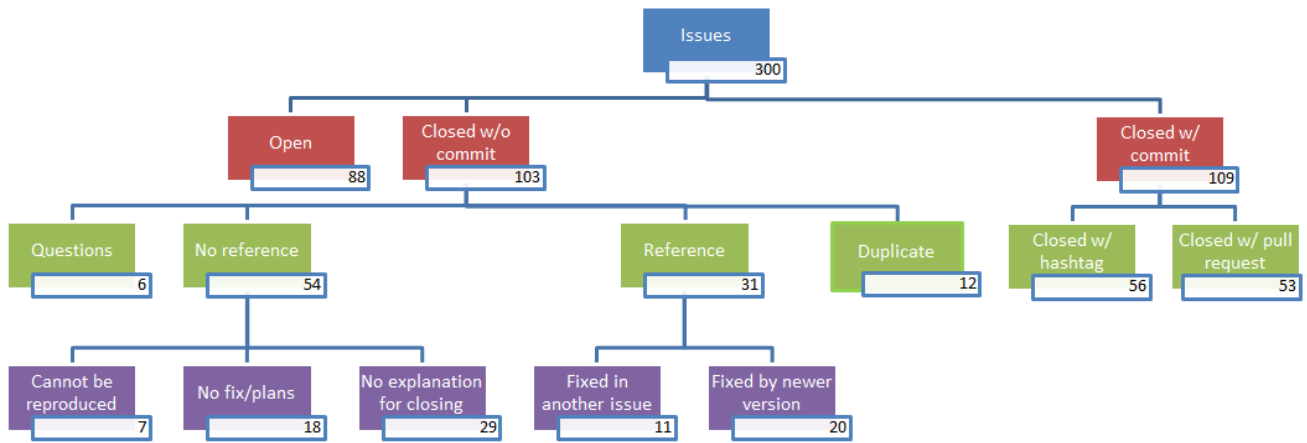 Issues
300
Open
88
Closed w/o
commit
103
Closed w/
commit
109
Questions
6
No reference
54
Reference
31
Duplicate
12
Closed w/
hashtag
56
Closed w/ pull
request
53
Cannot be
reproduced
7
No fix/plans
18
No explanation
for closing
29
Fixed in
another issue
11
Fixed by newer
version
20